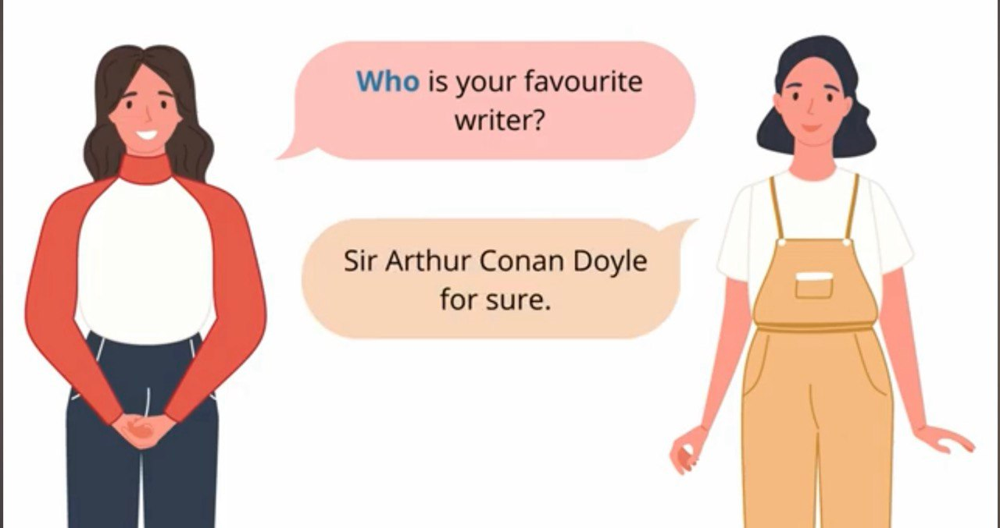 Who is your favourite
writer?
Sir Arthur Conan Doyle
for sure.